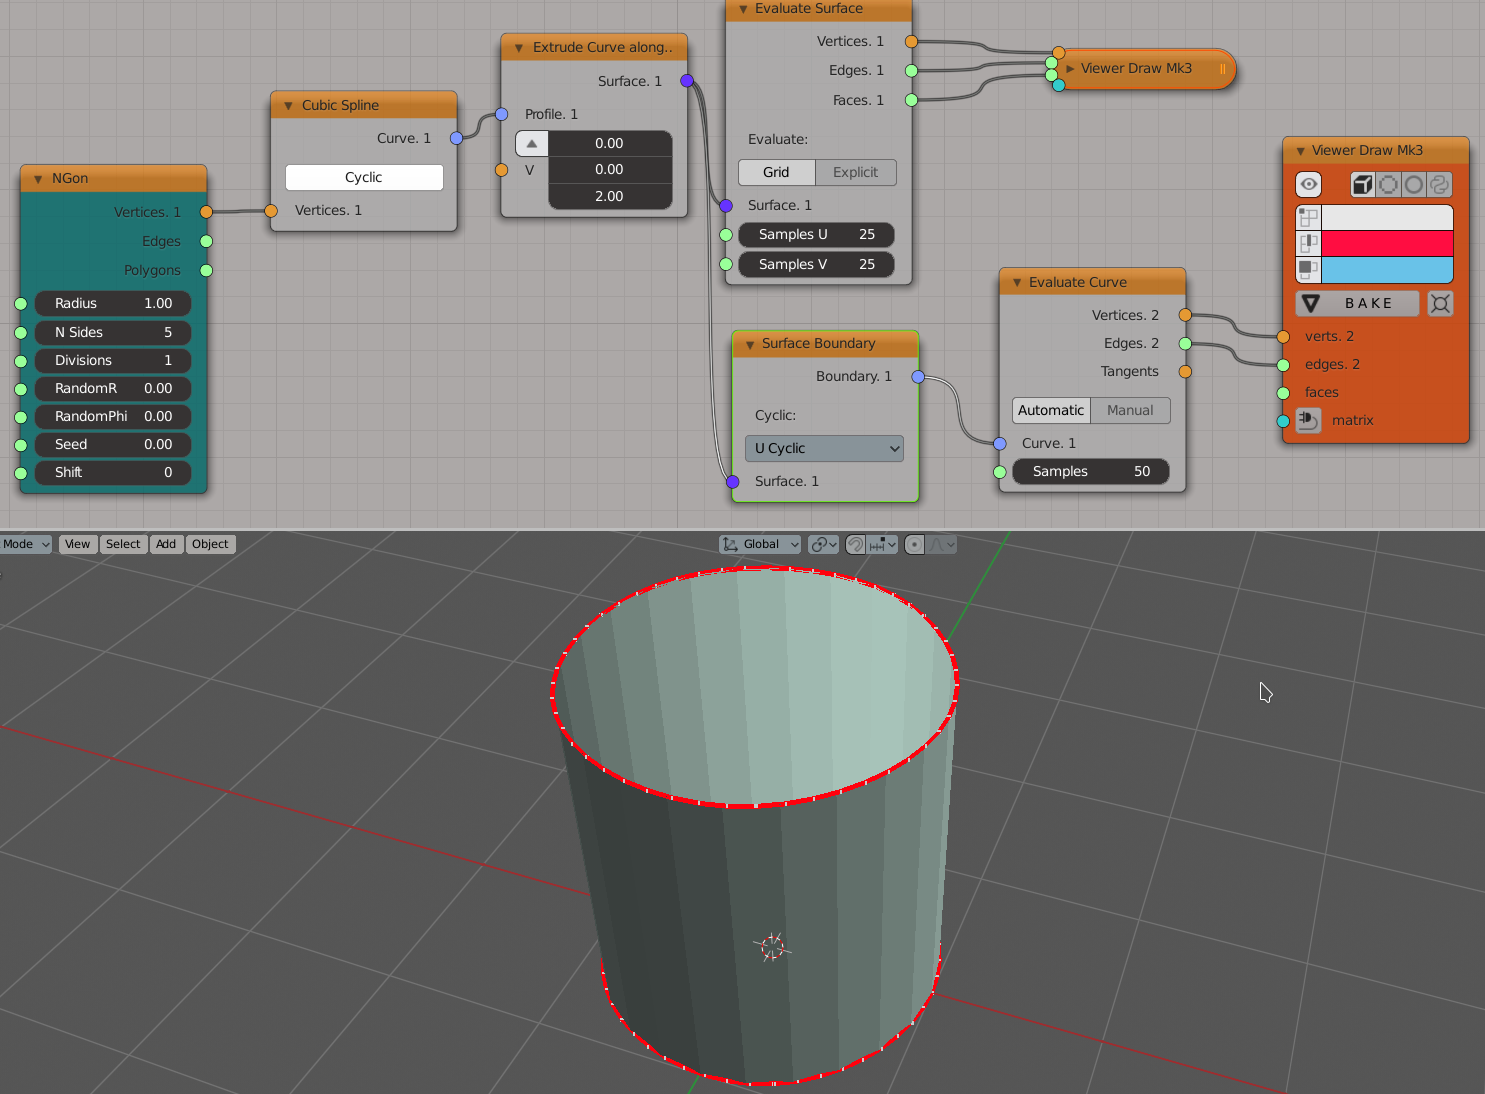 NGon
Vertices. 1
Edges
Polygons
Radius 1.00
N Sides 5
Divisions 1
RandomR 0.00
RandomPhi 0.00
Seed 0.00
Shift 0
Cubic Spline
Curve. 1
Cyclic
Vertices. 1
Extrude Curve along..
Surface. 1
Profile. 1
0.00
V 0.00
2.00
Evaluate Surface
Vertices. 1
Edges. 1
Faces. 1
Evaluate:
Grid Explicit
Surface. 1
Samples U 25
Samples V 25
Viewer Draw Mk3
Surface Boundary
Boundary. 1
Cyclic:
U Cyclic
Surface. 1
Evaluate Curve
Vertices. 2
Edges. 2
Tangents
Automatic Manual
Curve. 1
Samples 50
Viewer Draw Mk3
BAKE
verts. 2
edges. 2
faces
matrix
Mode View Select Add Object Global